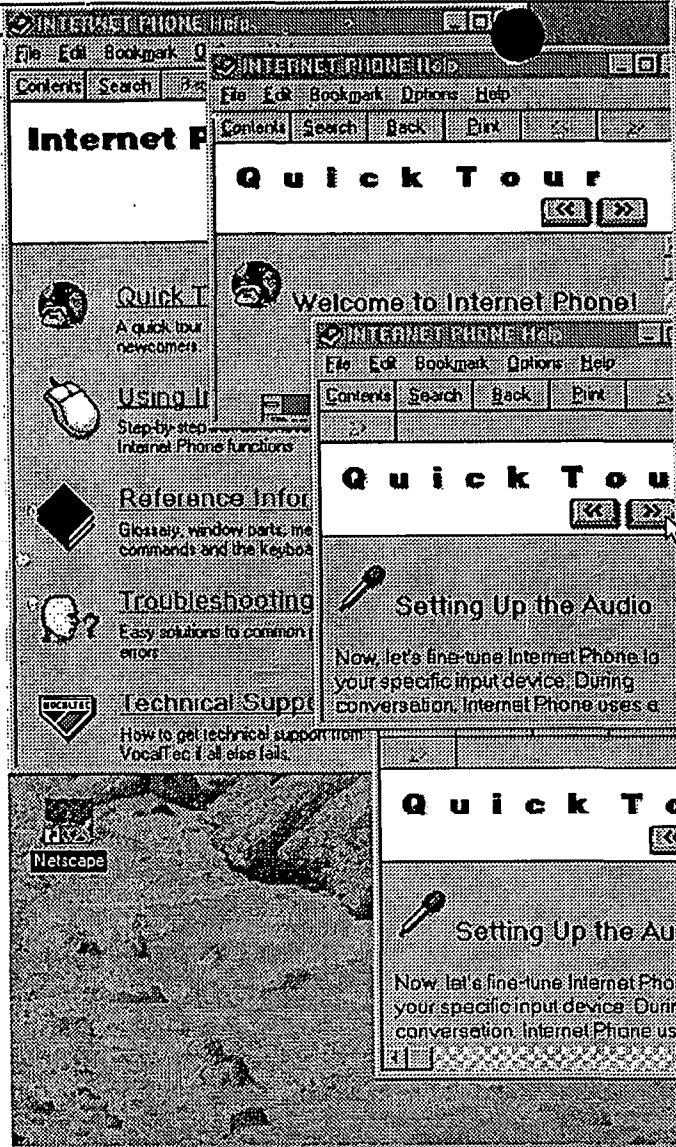 INTERNET PHONE Help
File Edit Bookmark
Contents Search
Internet P
Quick T
A quick tour
newcomers
Using I
Step-by-step
Internet Phone functions
Reference Infor
Glossary, window parts, me
commands and the keyboa
Troubleshooting
Easy solutions to common
errors
VOCALTEC
Technical Suppo
How to get technical support from
VocalTec if all else fails.
INTERNET PHONE Help
File Edit Bookmark Options Help
Contents Search Back Print << >>
Quick Tour
<< >>
Welcome to Internet Phone!
INTERNET PHONE Help
File Edit Bookmark Options Help
Contents Search Back Print
>>
Quick Tou
<< >>
Setting Up the Audio
Now, let's fine-tune Internet Phone to
your specific input device. During
conversation, Internet Phone uses a
>>
Quick To
<<
Setting Up the Au
Now, let's fine-tune Internet Pho
your specific input device. Durin
conversation, Internet Phone us
Netscape